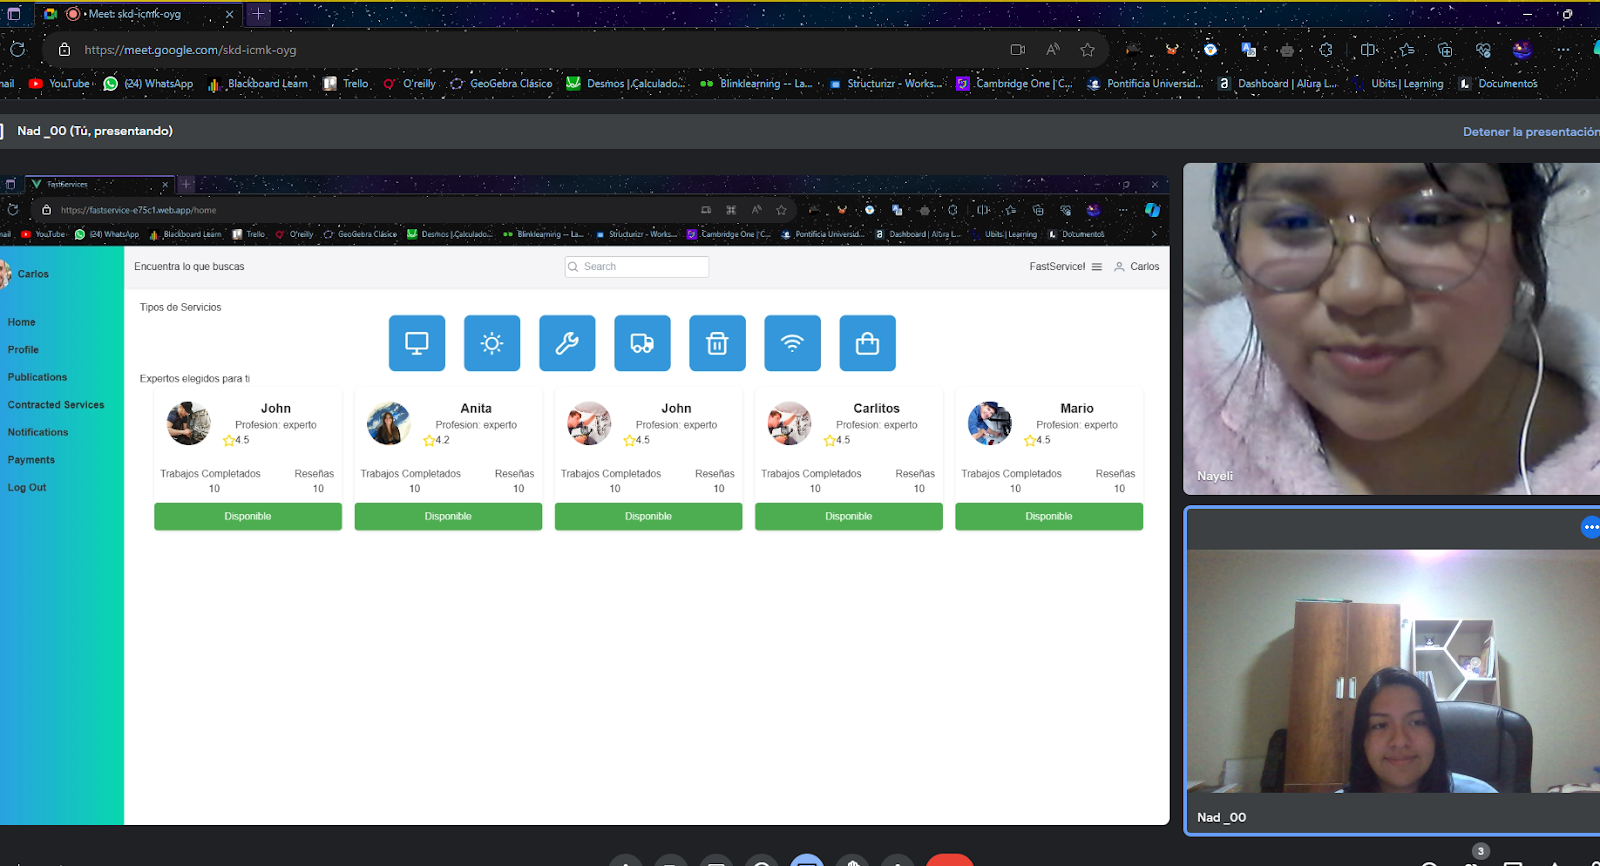 Meet: skd-icmk-oyg
https://meet.google.com/skd-icmk-oyg
ail YouTube (24) WhatsApp Blackboard Learn Trello O'reilly GeoGebra Clásico Desmos | Calculado... Blinklearning -- La... Structurizr - Works... Cambridge One | C... Pontificia Universid... Dashboard | Alura L... Ubits | Learning Documentos
Nad _00 (Tú, presentando)
Detener la presentación
FastServices
https://fastservice-e75c1.web.app/home
ail YouTube (24) WhatsApp Blackboard Learn Trello O'reilly GeoGebra Clásico Desmos | Calculado... Blinklearning -- La... Structurizr - Works... Cambridge One | C... Pontificia Universid... Dashboard | Alura L... Ubits | Learning Documentos
Carlos
Home
Profile
Publications
Contracted Services
Notifications
Payments
Log Out
Encuentra lo que buscas
Search
FastService!
Carlos
Tipos de Servicios
Expertos elegidos para ti
John
Profesion: experto
4.5
Trabajos Completados Reseñas
10 10
Disponible
Anita
Profesion: experto
4.2
Trabajos Completados Reseñas
10 10
Disponible
John
Profesion: experto
4.5
Trabajos Completados Reseñas
10 10
Disponible
Carlitos
Profesion: experto
4.5
Trabajos Completados Reseñas
10 10
Disponible
Mario
Profesion: experto
4.5
Trabajos Completados Reseñas
10 10
Disponible
Nayeli
Nad _00
3